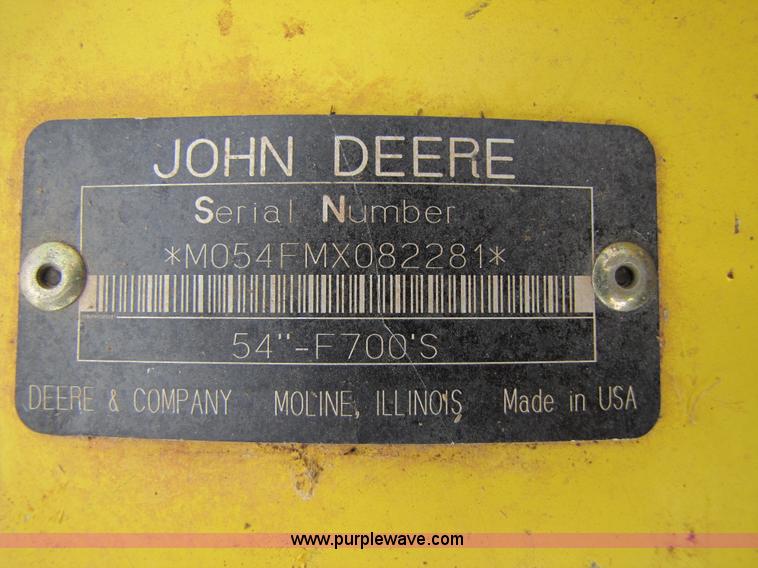 JOHN DEERE
Serial Number
*M054FMX082281*
54"-F700'S
DEERE & COMPANY MOLINE, ILLINOIS Made in USA
www.purplewave.com